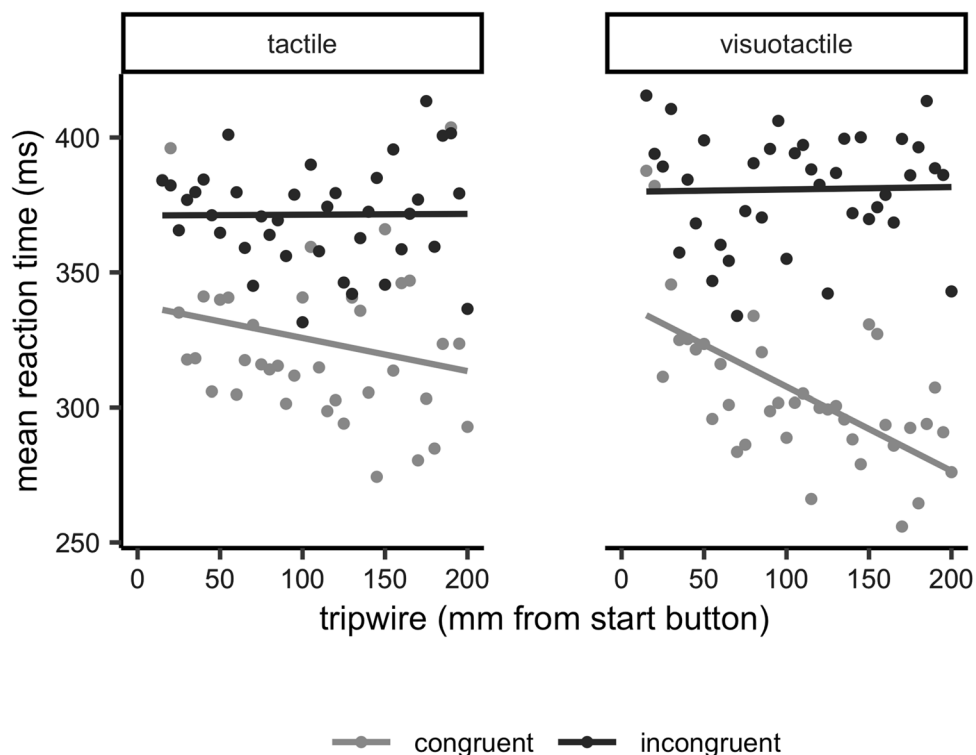 tactile
visuotactile
mean reaction time (ms)
400
350
300
250
0 50 100 150 200
0 50 100 150 200
tripwire (mm from start button)
congruent incongruent